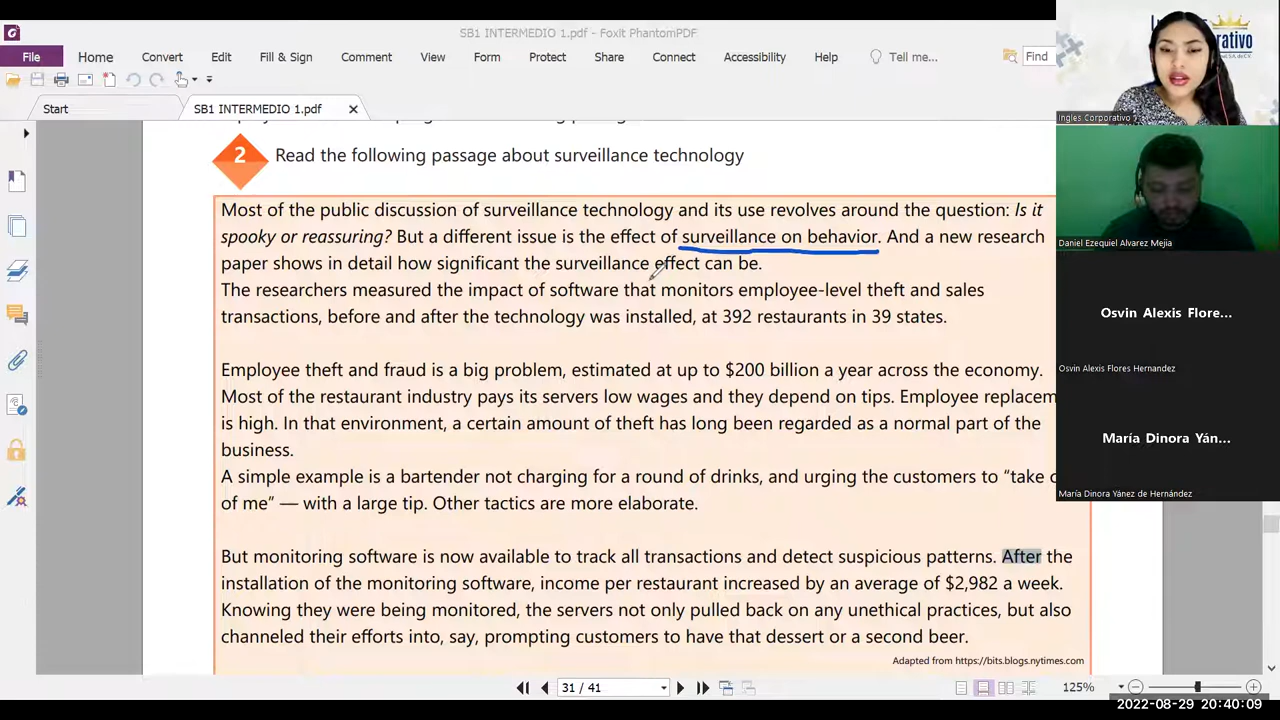 SB1 INTERMEDIO 1.pdf - Foxit PhantomPDF
File Home Convert Edit Fill & Sign Comment View Form Protect Share Connect Accessibility Help Tell me... Find
Start SB1 INTERMEDIO 1.pdf
2 Read the following passage about surveillance technology
Most of the public discussion of surveillance technology and its use revolves around the question: Is it
spooky or reassuring? But a different issue is the effect of surveillance on behavior. And a new research
paper shows in detail how significant the surveillance effect can be.
The researchers measured the impact of software that monitors employee-level theft and sales
transactions, before and after the technology was installed, at 392 restaurants in 39 states.
Employee theft and fraud is a big problem, estimated at up to $200 billion a year across the economy.
Most of the restaurant industry pays its servers low wages and they depend on tips. Employee replacem
is high. In that environment, a certain amount of theft has long been regarded as a normal part of the
business.
A simple example is a bartender not charging for a round of drinks, and urging the customers to “take
of me” — with a large tip. Other tactics are more elaborate.
But monitoring software is now available to track all transactions and detect suspicious patterns. After the
installation of the monitoring software, income per restaurant increased by an average of $2,982 a week.
Knowing they were being monitored, the servers not only pulled back on any unethical practices, but also
channeled their efforts into, say, prompting customers to have that dessert or a second beer.
Adapted from https://bits.blogs.nytimes.com
31 / 41
125%
Ingles Corporativo
Daniel Ezequiel Alvarez Mejia
Osvin Alexis Flore...
Osvin Alexis Flores Hernandez
María Dinora Yán...
María Dinora Yánez de Hernández
2022-08-29 20:40:09